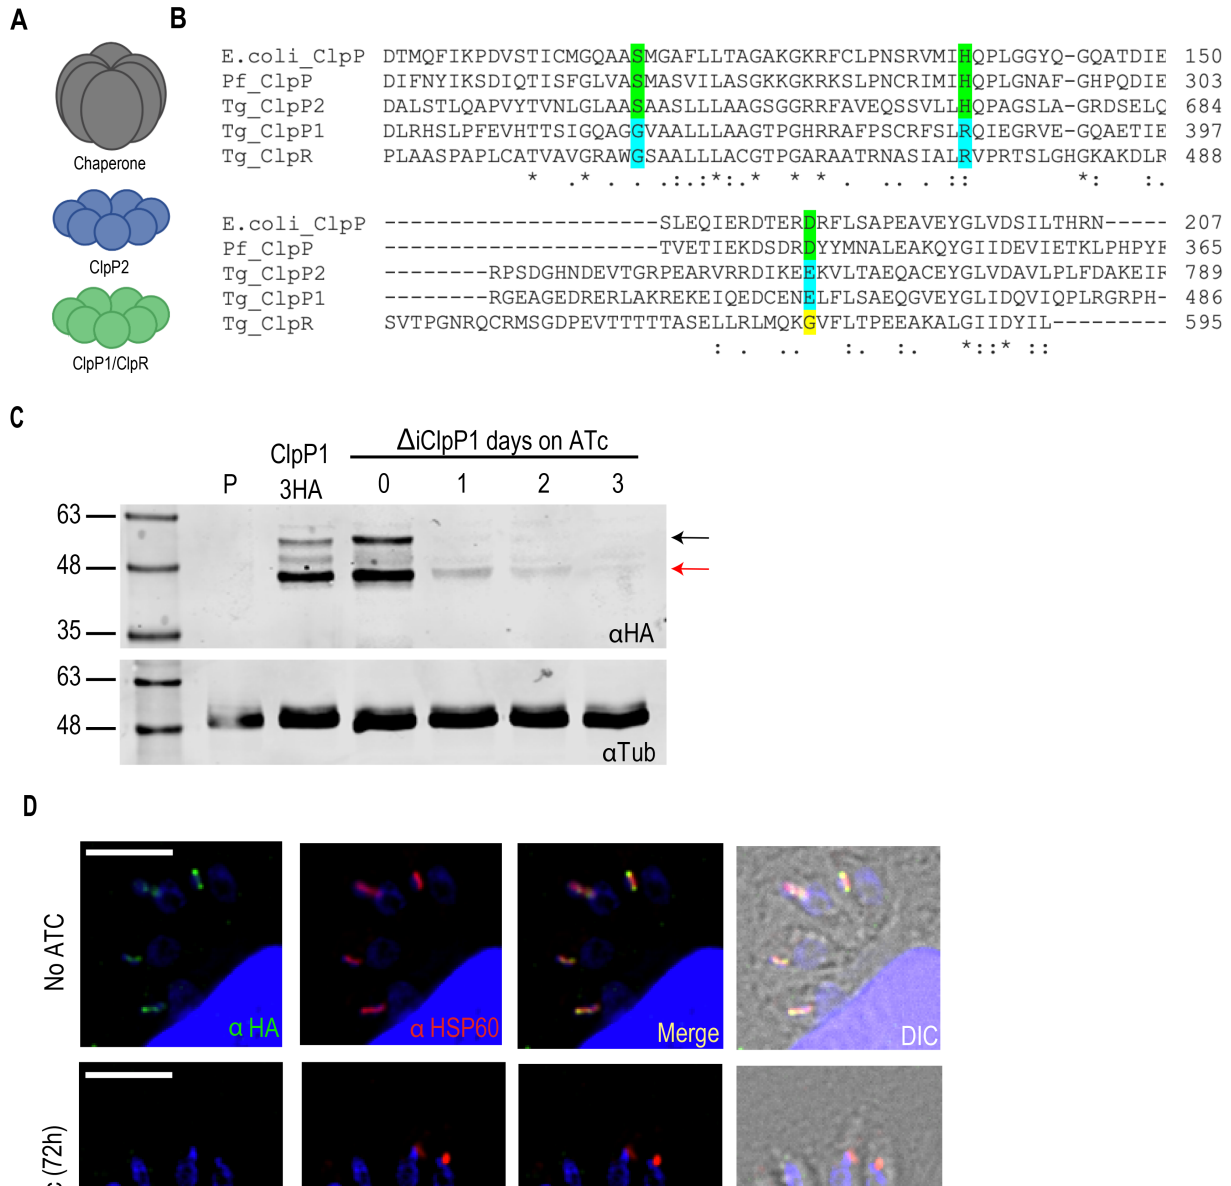 A
Chaperone
ClpP2
ClpP1/ClpR
B
E.coli_ClpP DTMQFIKPDVSTICMGQAASMGAFLLTAGAKGKRFCLPNSRVMIHQPLGGYQ-GQATDIE 150
Pf_ClpP DIFNYIKSDIQTISFGLVASMASVILASGKKGKRKSLPNCRIMIHQPLGNAF-GHPQDIE 303
Tg_ClpP2 DALSTLQAPVYTVNLGLAASAASLLLAAGSGGRRFAVEQSSVLLHQPAGSLA-GRDSELQ 684
Tg_ClpP1 DLRHSLPFEVHTTSIGQAGGVAALLLAAGTPGHRRAFPSCRFSLRQIEGRVE-GQAETIE 397
Tg_ClpR PLAASPAPLCATVAVGRAWGSAALLLACGTPGARAATRNASIALRVPRTSLGHGKAKDLR 488
* .* . . .:.:*:.* * * . .. . :: *: :.
E.coli_ClpP ---------------------SLEQIERDTERDRFLSAPEAVEYGLVDSILTHRN----- 207
Pf_ClpP ---------------------TVETIEKDSDRDYYMNALEAKQYGIIDEVIETKLPHPYF 365
Tg_ClpP2 --------RPSDGHNDEVTGRPEARVRRDIKEEKVLTAEQACEYGLVDAVLPLFDAKEIR 789
Tg_ClpP1 --------RGEAGEDRERLAKREKEIQEDCENELFLSAEQGVEYGLIDQVIQPLRGRPH- 486
Tg_ClpR SVTPGNRQCRMSGDPEVTTTTTASELLRLMQKGVFLTPEEAKALGIIDYIL--------- 595
: . .. :. :. *::* ::
C
ΔiClpP1 days on ATc
ClpP1
P 3HA 0 1 2 3
63
48
35
αHA
63
48
αTub
D
No ATC
α HA
α HSP60
Merge
DIC
(72h)